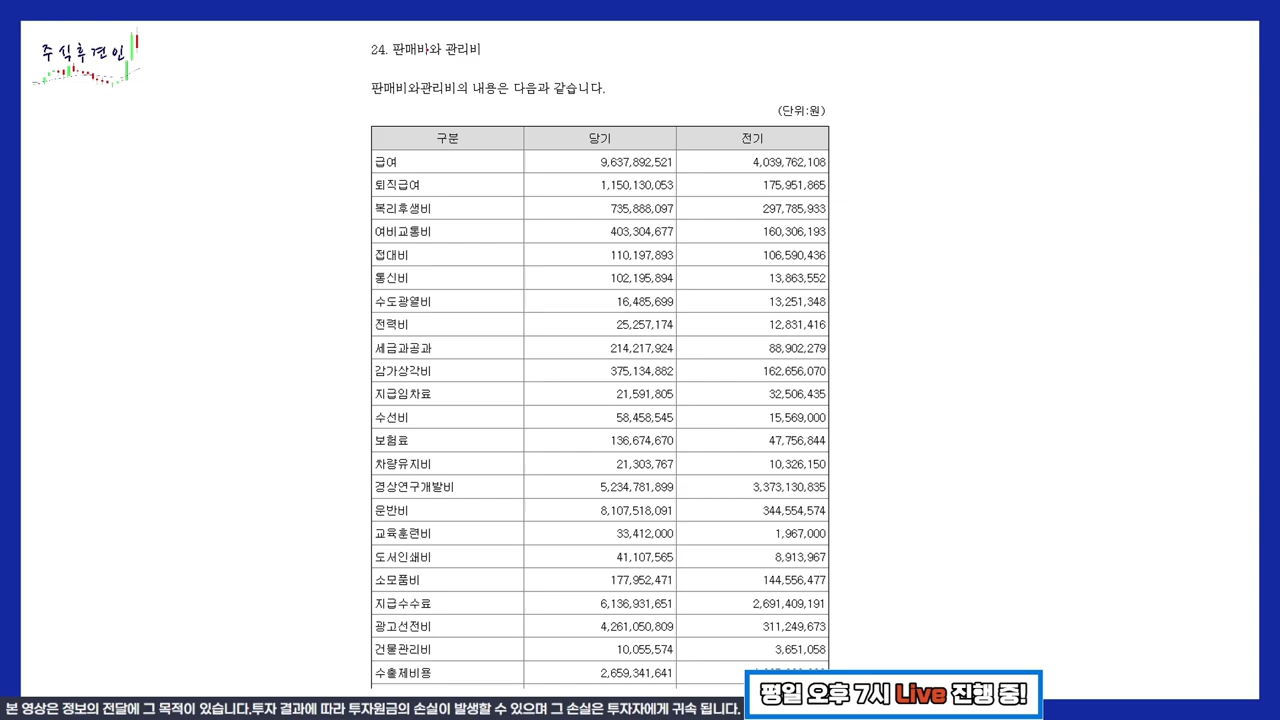 주식후견인
24. 판매비와 관리비
판매비와관리비의 내용은 다음과 같습니다.
(단위:원)
구분 당기 전기
급여 9,637,892,521 4,039,762,108
퇴직급여 1,150,130,053 175,951,865
복리후생비 735,888,097 297,785,933
여비교통비 403,304,677 160,306,193
접대비 110,197,893 106,590,436
통신비 102,195,894 13,863,552
수도광열비 16,485,699 13,251,348
전력비 25,257,174 12,831,416
세금과공과 214,217,924 88,902,279
감가상각비 375,134,882 162,656,070
지급임차료 21,591,805 32,506,435
수선비 58,458,545 15,569,000
보험료 136,674,670 47,756,844
차량유지비 21,303,767 10,326,150
경상연구개발비 5,234,781,899 3,373,130,835
운반비 8,107,518,091 344,554,574
교육훈련비 33,412,000 1,967,000
도서인쇄비 41,107,565 8,913,967
소모품비 177,952,471 144,556,477
지급수수료 6,136,931,651 2,691,409,191
광고선전비 4,261,050,809 311,249,673
건물관리비 10,055,574 3,651,058
수출제비용 2,659,341,641
평일 오후 7시 Live 진행 중!
본 영상은 정보의 전달에 그 목적이 있습니다.투자 결과에 따라 투자원금의 손실이 발생할 수 있으며 그 손실은 투자자에게 귀속 됩니다.